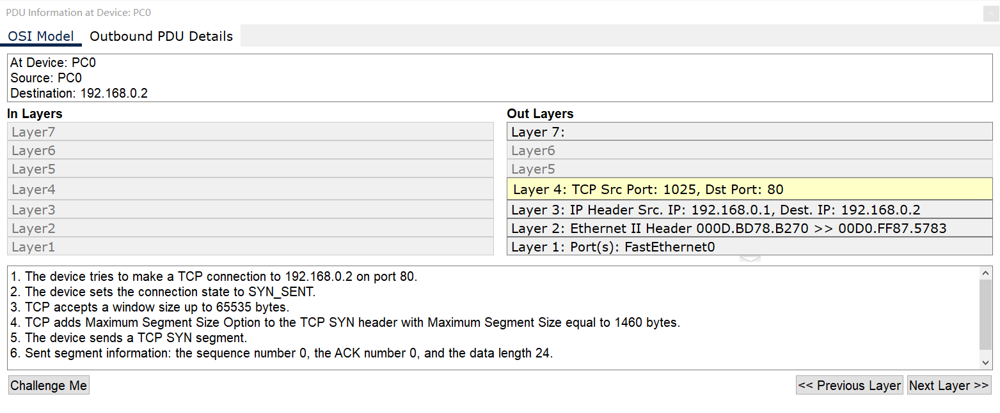 PDU Information at Device: PC0
OSI Model
Outbound PDU Details
At Device: PC0
Source: PC0
Destination: 192.168.0.2
In Layers
Layer7
Layer6
Layer5
Layer4
Layer3
Layer2
Layer1
Out Layers
Layer 7:
Layer6
Layer5
Layer 4: TCP Src Port: 1025, Dst Port: 80
Layer 3: IP Header Src. IP: 192.168.0.1, Dest. IP: 192.168.0.2
Layer 2: Ethernet II Header 000D.BD78.B270 >> 00D0.FF87.5783
Layer 1: Port(s): FastEthernet0
1. The device tries to make a TCP connection to 192.168.0.2 on port 80.
2. The device sets the connection state to SYN_SENT.
3. TCP accepts a window size up to 65535 bytes.
4. TCP adds Maximum Segment Size Option to the TCP SYN header with Maximum Segment Size equal to 1460 bytes.
5. The device sends a TCP SYN segment.
6. Sent segment information: the sequence number 0, the ACK number 0, and the data length 24.
Challenge Me
<< Previous Layer
Next Layer >>